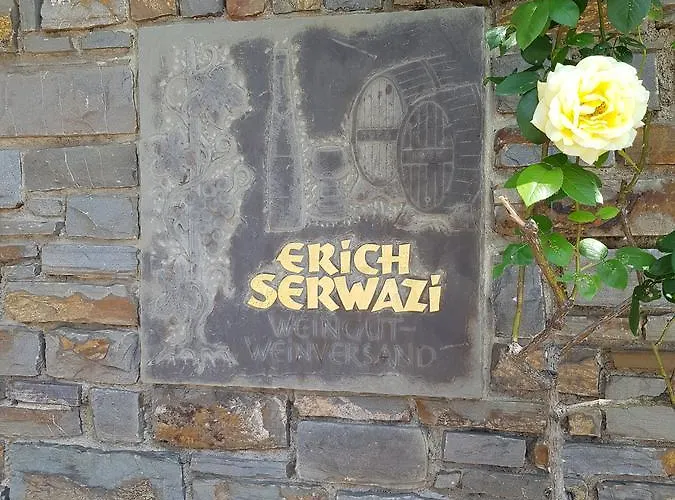 ERiCH
SERWAZi
WEINGUT-
WEINVERSAND